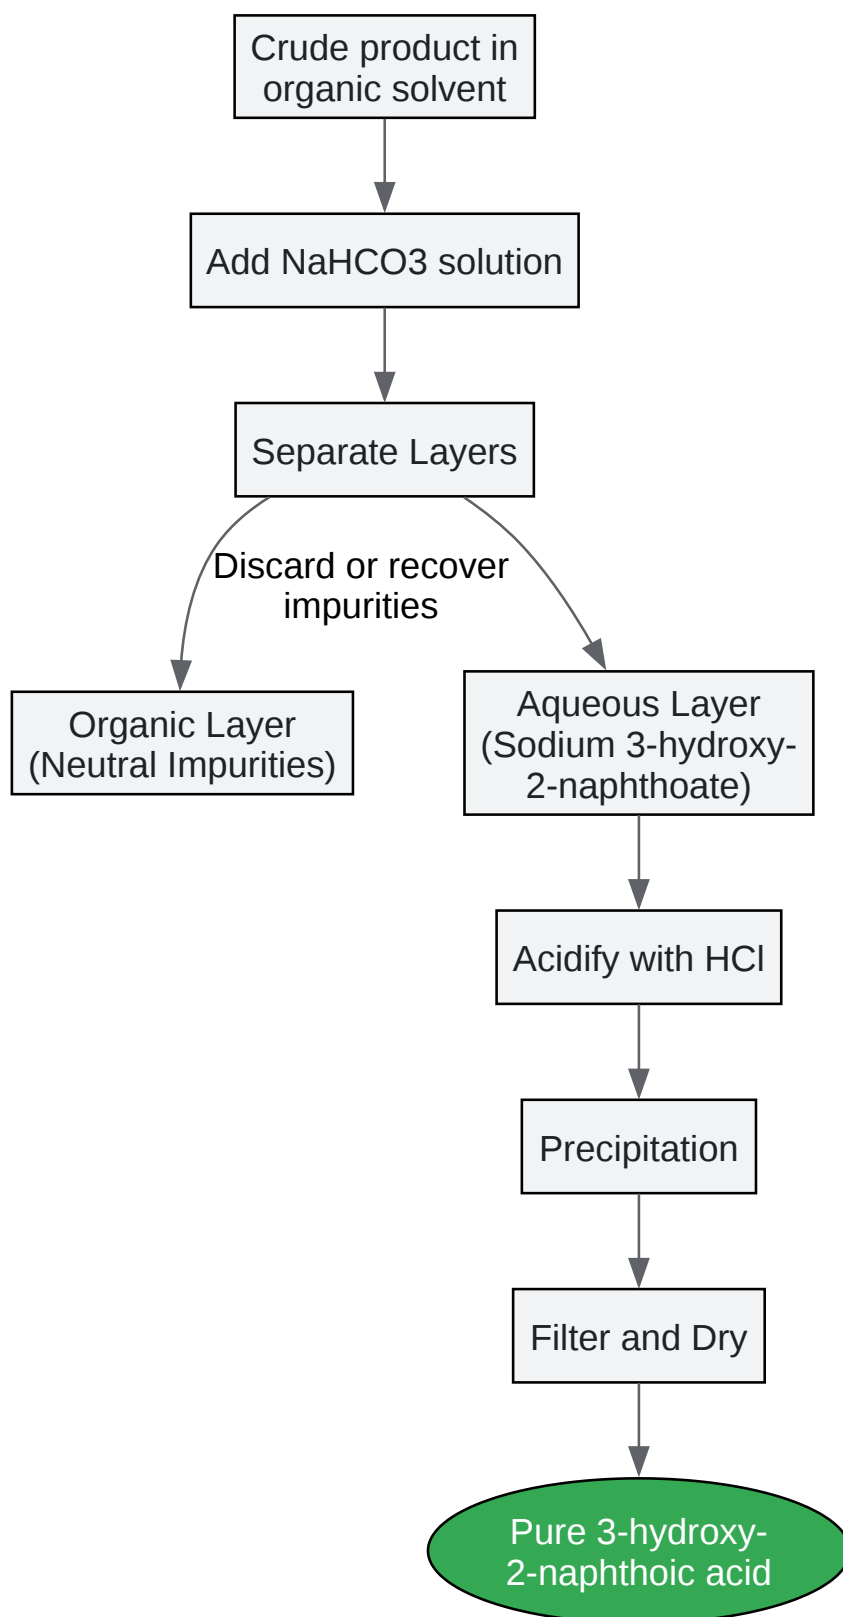 Crude product in
organic solvent
Add NaHCO3 solution
Separate Layers
Discard or recover
impurities
Organic Layer
(Neutral Impurities)
Aqueous Layer
(Sodium 3-hydroxy-
2-naphthoate)
Acidify with HCl
Precipitation
Filter and Dry
Pure 3-hydroxy-
2-naphthoic acid